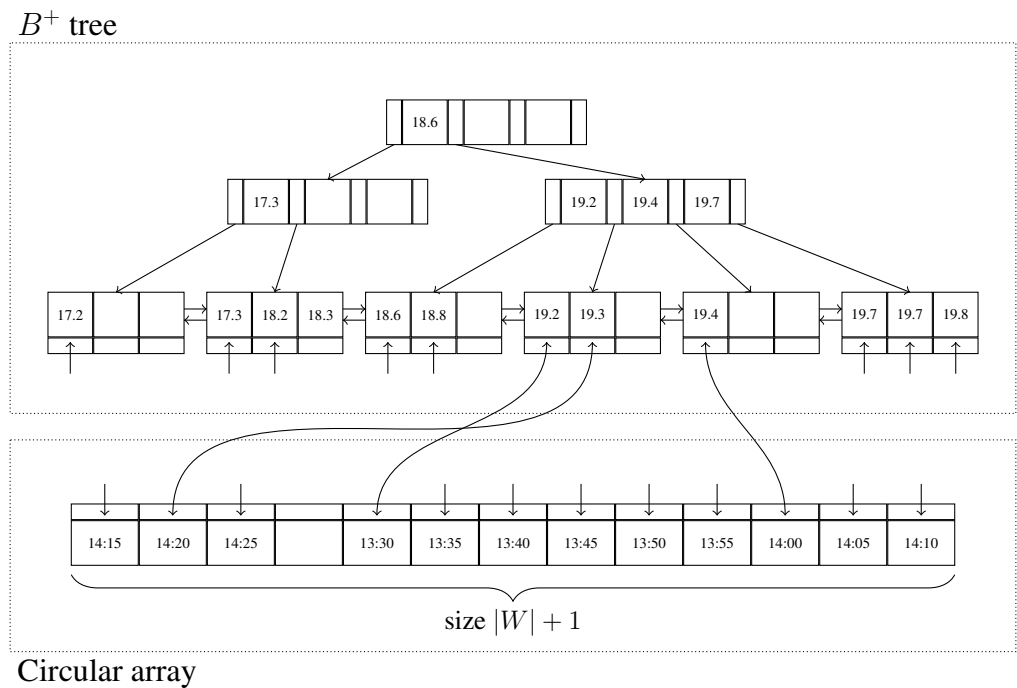 B+ tree
18.6
17.3
19.2 19.4 19.7
17.2 17.3 18.2 18.3 18.6 18.8 19.2 19.3 19.4 19.7 19.7 19.8
14:15 14:20 14:25 13:30 13:35 13:40 13:45 13:50 13:55 14:00 14:05 14:10
size |W| + 1
Circular array